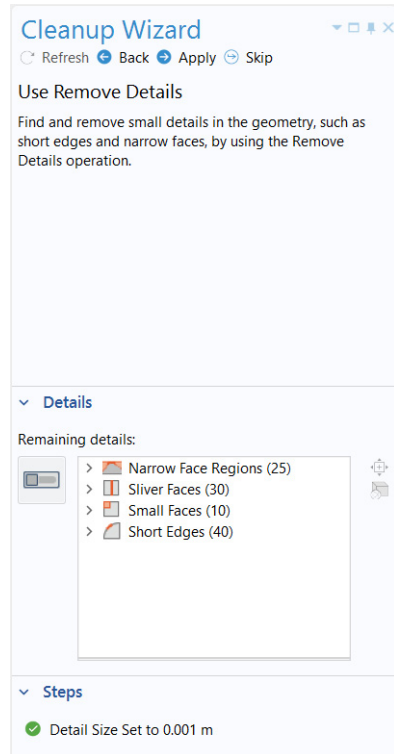 Cleanup Wizard
Refresh Back Apply Skip
Use Remove Details
Find and remove small details in the geometry, such as
short edges and narrow faces, by using the Remove
Details operation.
Details
Remaining details:
Narrow Face Regions (25)
Sliver Faces (30)
Small Faces (10)
Short Edges (40)
Steps
Detail Size Set to 0.001 m